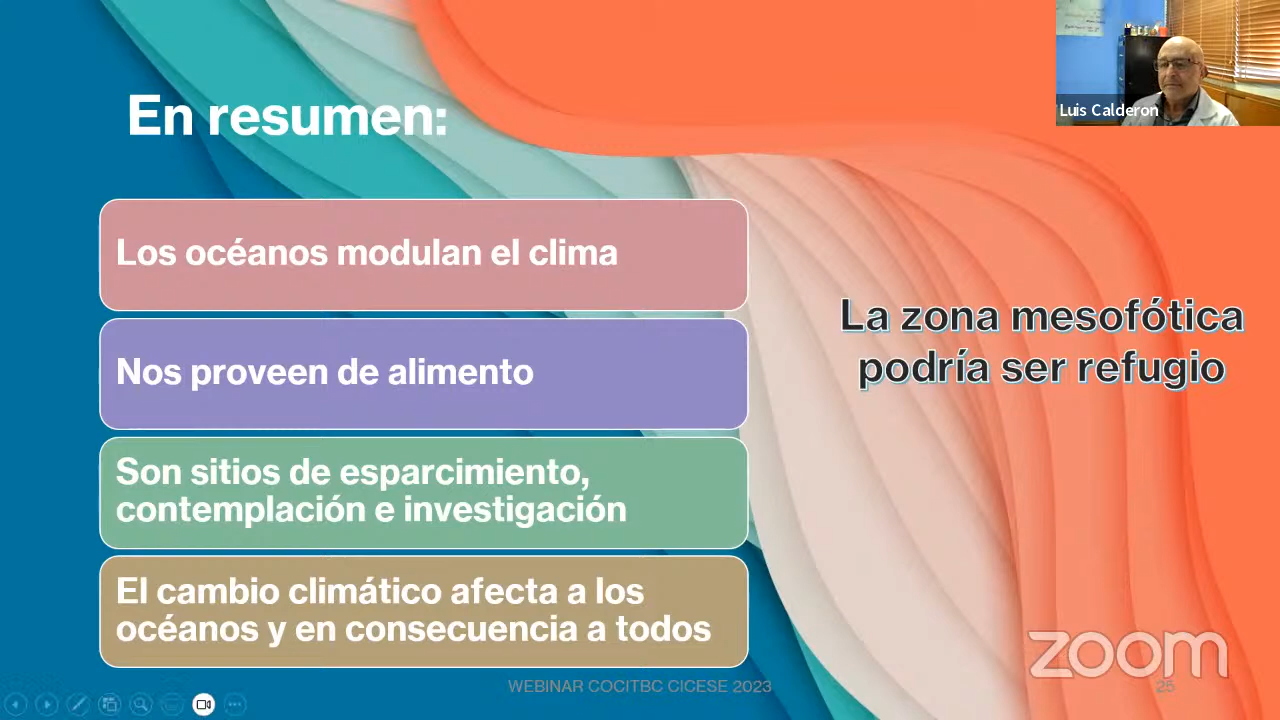 Luis Calderon
En resumen:
Los océanos modulan el clima
Nos proveen de alimento
Son sitios de esparcimiento,
contemplación e investigación
El cambio climático afecta a los
océanos y en consecuencia a todos
La zona mesofótica
podría ser refugio
zoom
WEBINAR COCITBC CICESE 2023
25